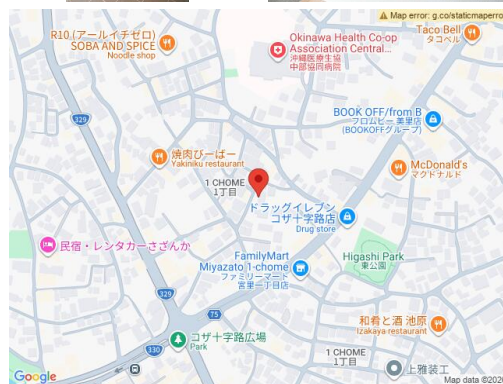 Map error: g.co/staticmaperro
R10 (アールイチゼロ)
SOBA AND SPICE
Noodle shop
Okinawa Health Co-op
Association Central...
沖縄医療生協
中部協同病院
Taco Bell
タコベル
329
BOOK OFF/from B
フロムビー 美里店
(BOOKOFFグループ)
焼肉びーばー
Yakiniku restaurant
McDonald's
マクドナルド
1 CHOME
1丁目
ドラッグイレブン
コザ十字路店
Drug store
民宿・レンタカーさざんか
FamilyMart
Miyazato 1-chome
ファミリーマート
宮里一丁目店
Higashi Park
東公園
329
75
和肴と酒 池原
Izakaya restaurant
コザ十字路広場
Park
330
1 CHOME
1丁目
上雅装工
Google
Map data ©202